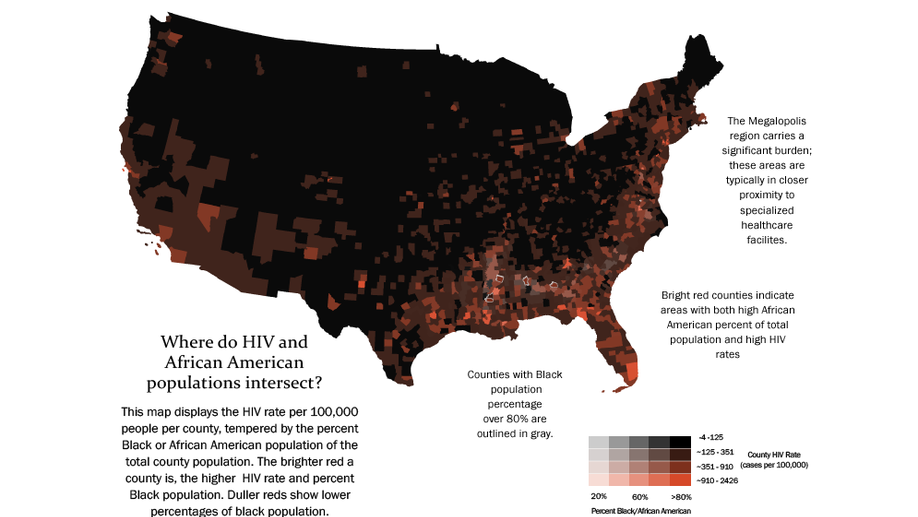 The Megalopolis
region carries a
significant burden;
these areas are
typically in closer
proximity to
specialized
healthcare
facilites.
Bright red counties indicate
areas with both high African
American percent of total
population and high HIV
rates
Where do HIV and
African American
populations intersect?
This map displays the HIV rate per 100,000
people per county, tempered by the percent
Black or African American population of the
total county population. The brighter red a
county is, the higher HIV rate and percent
Black population. Duller reds show lower
percentages of black population.
Counties with Black
population
percentage
over 80% are
outlined in gray.
-4 -125
~125 - 351
~351 - 910
~910 - 2426
County HIV Rate
(cases per 100,000)
20% 60% >80%
Percent Black/African American